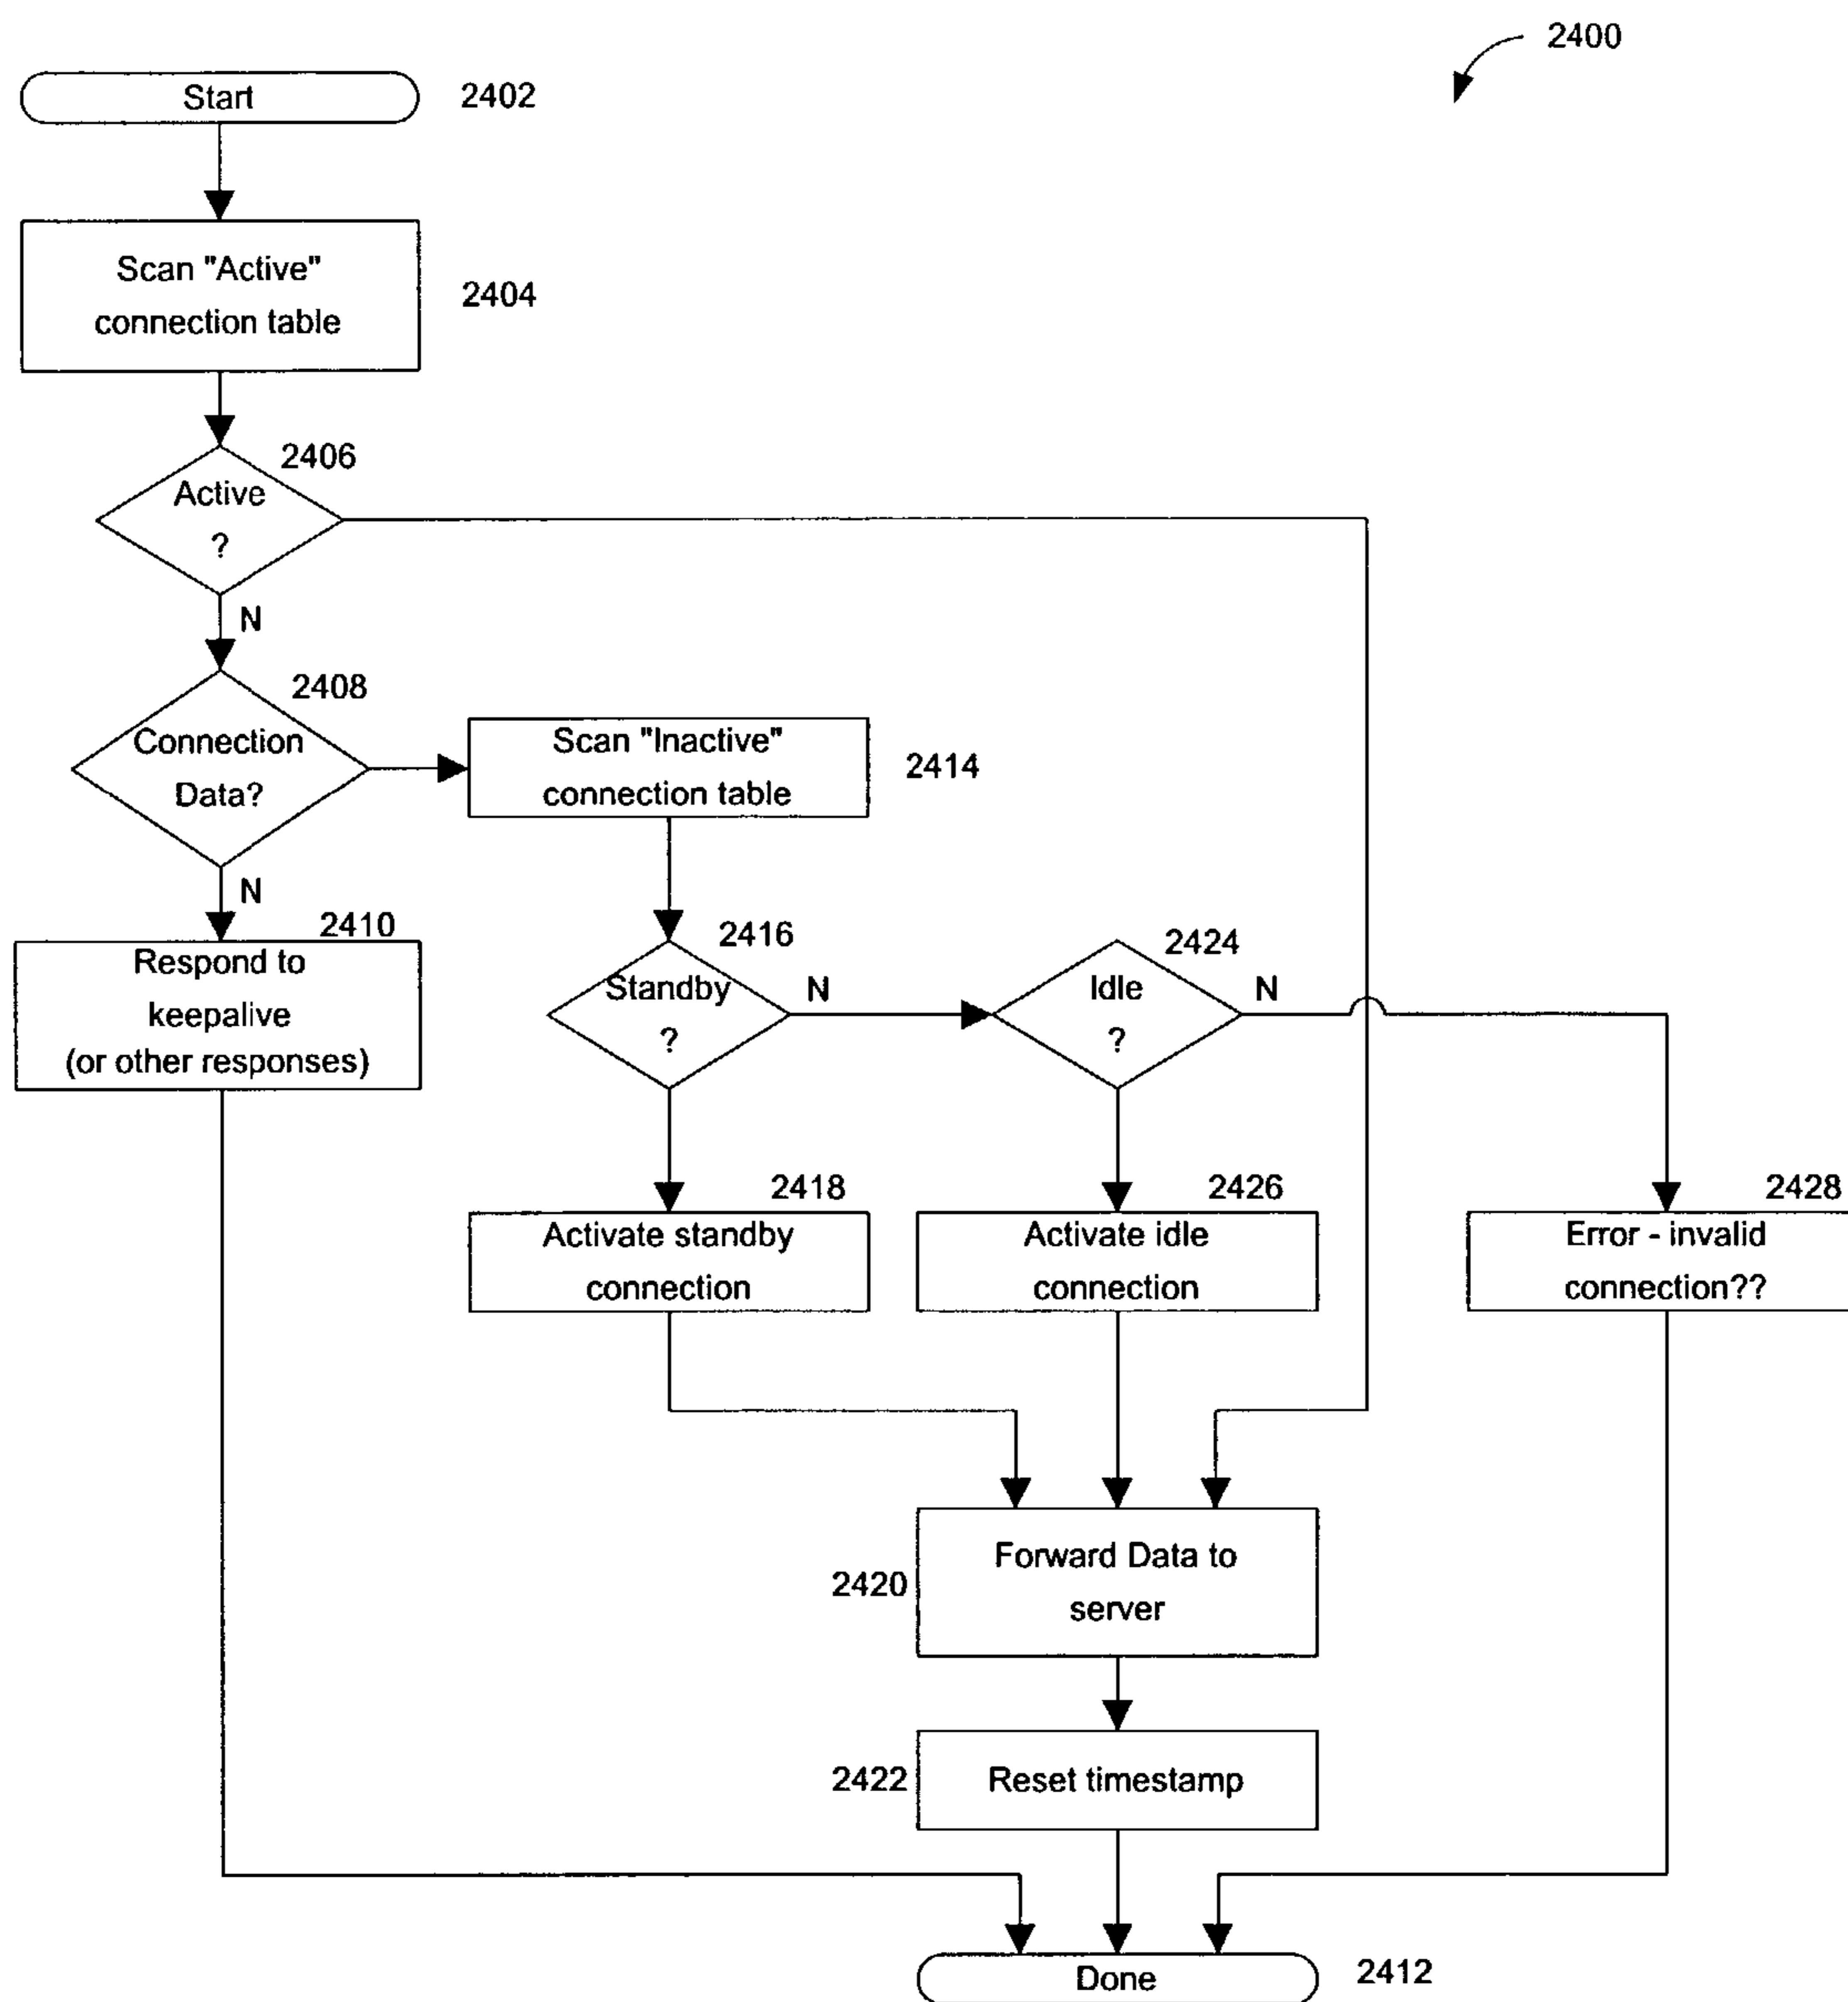 2400
Start
2402
Scan "Active"
connection table
2404
2406
Active
?
N
2408
Connection
Data?
Scan "Inactive"
connection table
2414
N
2410
Respond to
keepalive
(or other responses)
2416
Standby
?
N
2424
Idle
?
N
2418
Activate standby
connection
2426
Activate idle
connection
2428
Error - invalid
connection??
Forward Data to
server
2420
2422
Reset timestamp
Done
2412